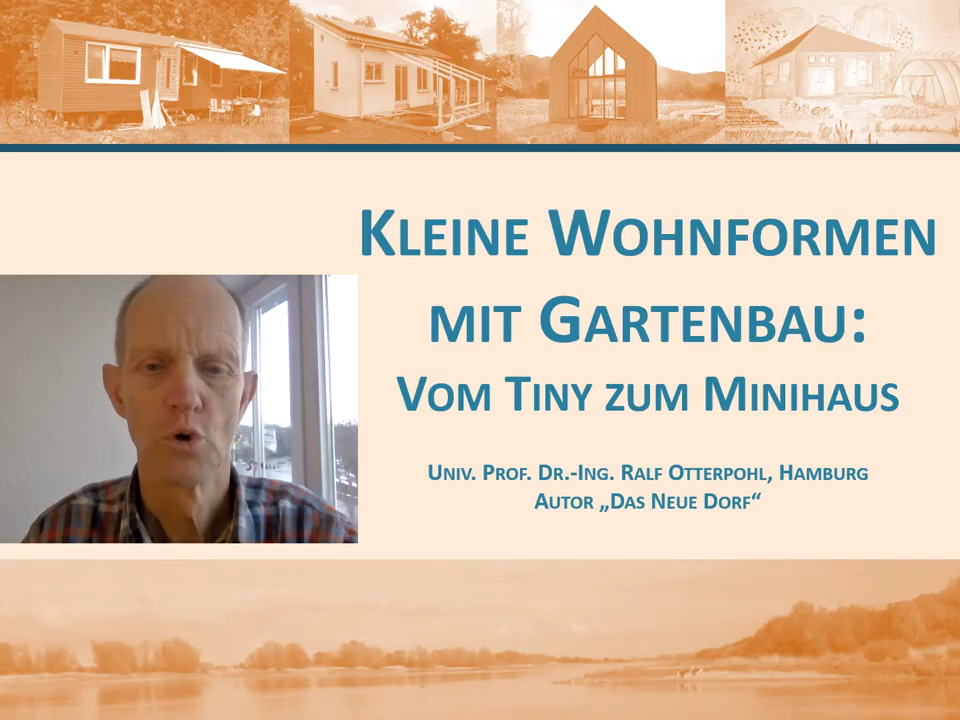 Kleine Wohnformen
mit Gartenbau:
Vom Tiny zum Minihaus
Univ. Prof. Dr.-Ing. Ralf Otterpohl, Hamburg
Autor „Das Neue Dorf“